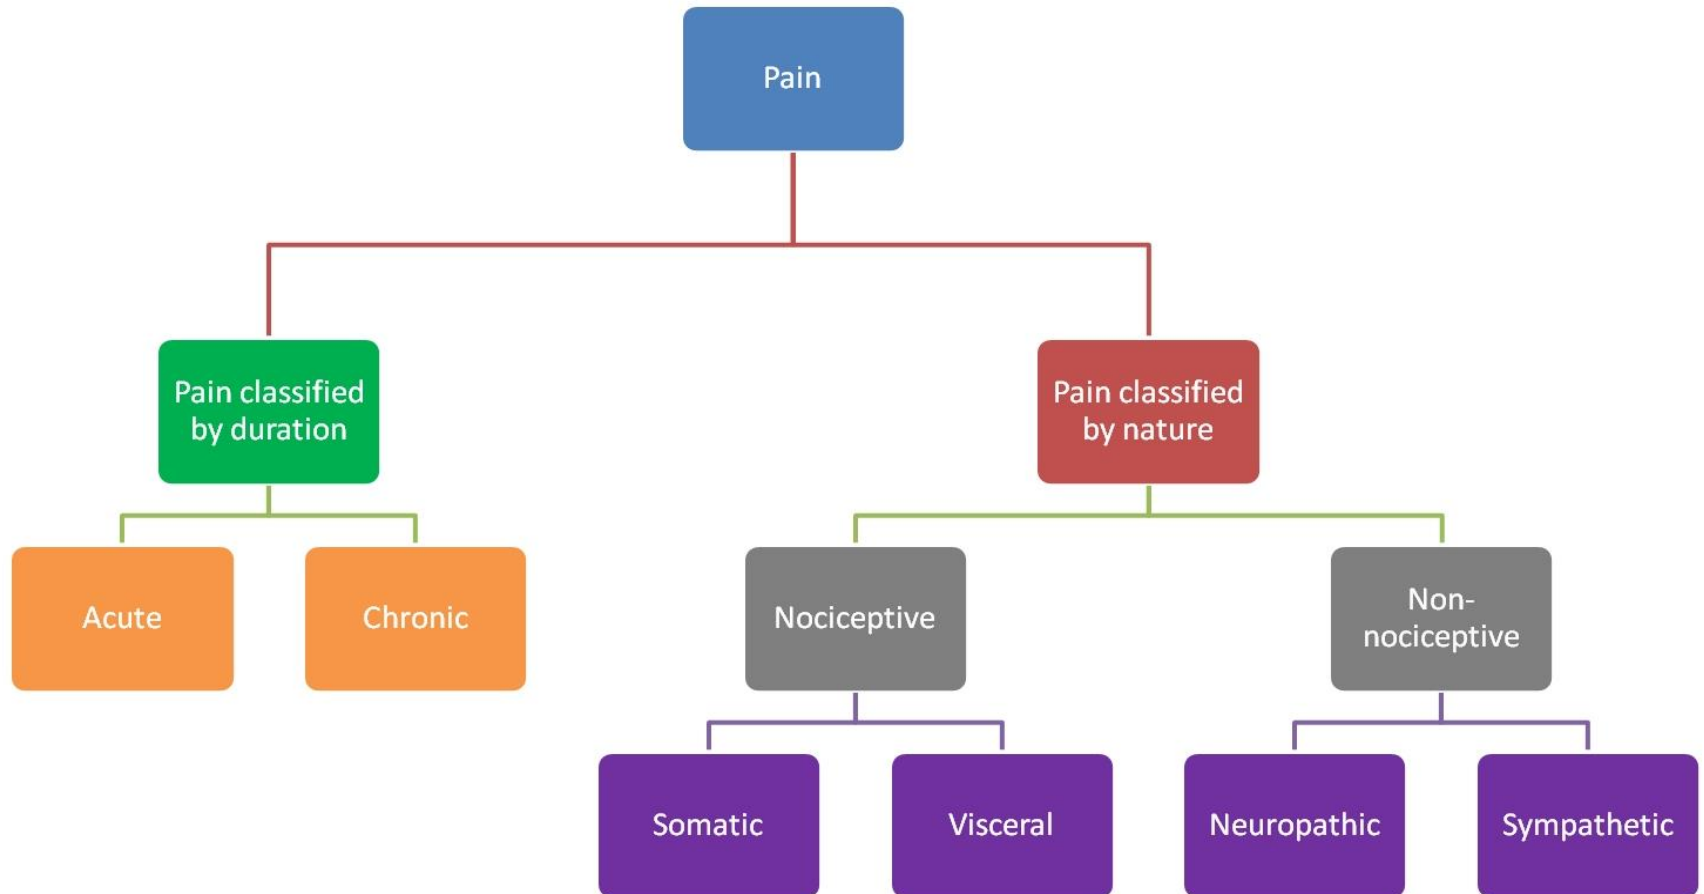 Pain
Pain classified
by duration
Pain classified
by nature
Acute
Chronic
Nociceptive
Non-
nociceptive
Somatic
Visceral
Neuropathic
Sympathetic